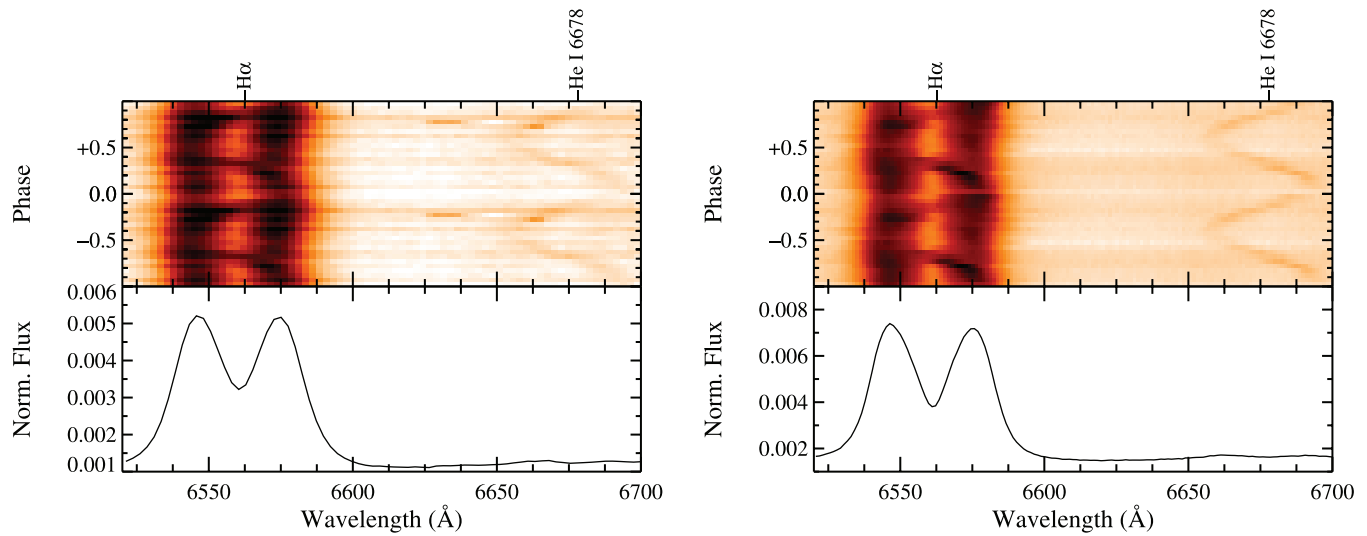 Hα
He I 6678
Phase
+0.5
0.0
−0.5
Norm. Flux
0.006
0.005
0.004
0.003
0.002
0.001
6550
6600
6650
6700
Wavelength (Å)
Hα
He I 6678
Phase
+0.5
0.0
−0.5
Norm. Flux
0.008
0.006
0.004
0.002
6550
6600
6650
6700
Wavelength (Å)